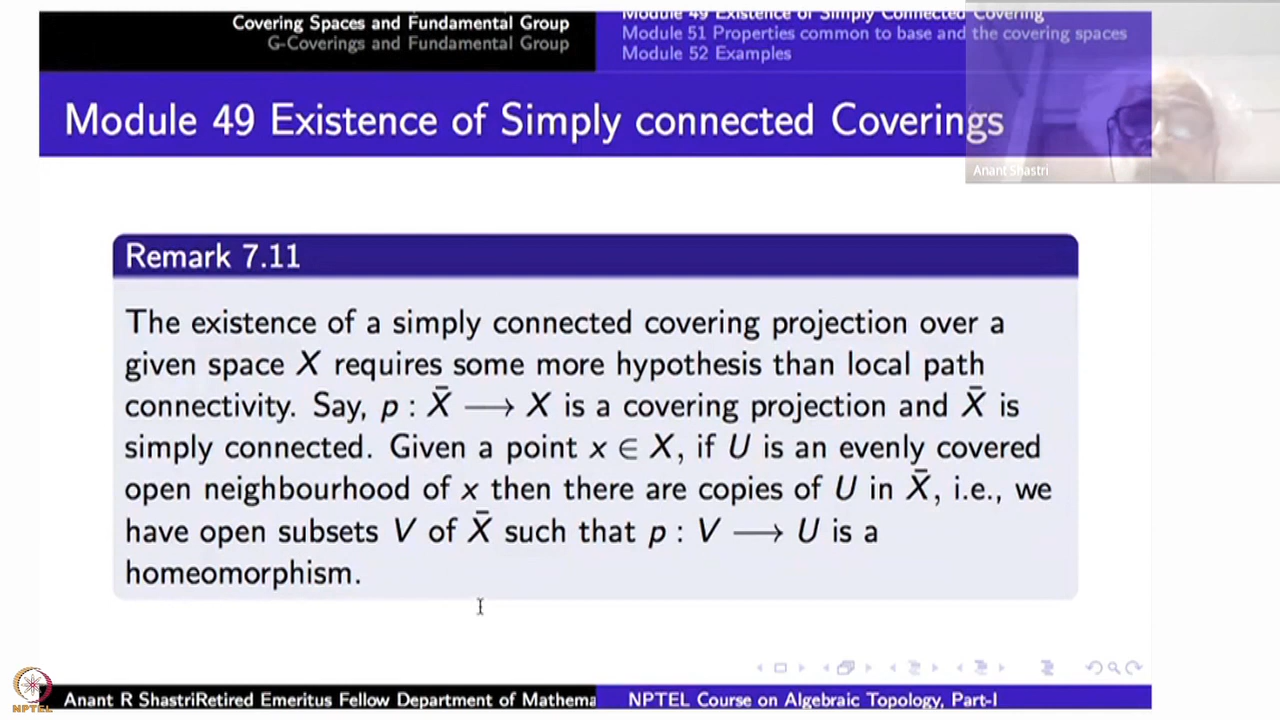 Covering Spaces and Fundamental Group
G-Coverings and Fundamental Group
Module 49 Existence of Simply Connected Covering
Module 51 Properties common to base and the covering spaces
Module 52 Examples
Module 49 Existence of Simply connected Coverings
Anant Shastri
Remark 7.11
The existence of a simply connected covering projection over a
given space X requires some more hypothesis than local path
connectivity. Say, p : X̄ ⟶ X is a covering projection and X̄ is
simply connected. Given a point x ∈ X, if U is an evenly covered
open neighbourhood of x then there are copies of U in X̄, i.e., we
have open subsets V of X̄ such that p : V ⟶ U is a
homeomorphism.
NPTEL
Anant R ShastriRetired Emeritus Fellow Department of Mathema
NPTEL Course on Algebraic Topology, Part-I